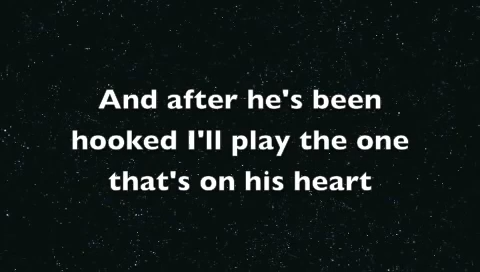 And after he's been
hooked I'll play the one
that's on his heart